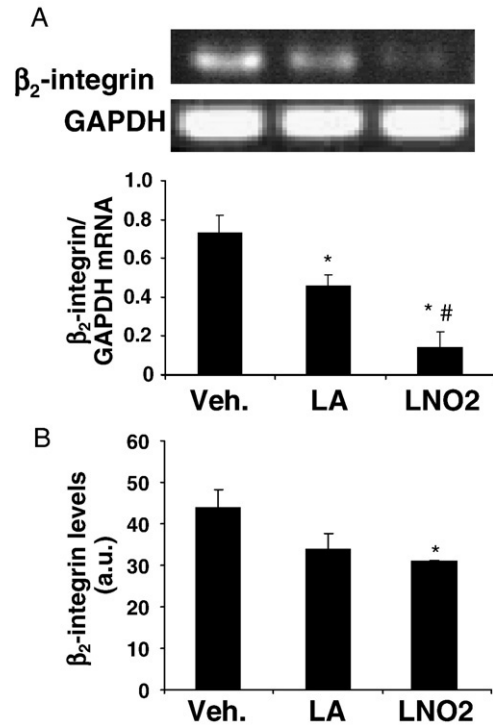 A
β2-integrin
GAPDH
β2-integrin/
GAPDH mRNA
1.0
0.8
0.6
0.4
0.2
0
*
* #
Veh. LA LNO2
B
β2-integrin levels
(a.u.)
60
50
40
30
20
10
0
*
Veh. LA LNO2